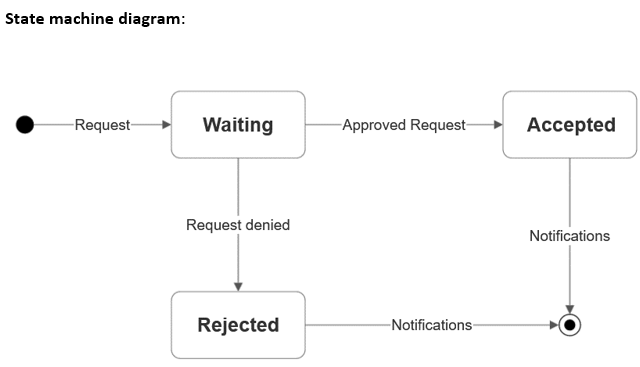 State machine diagram:
Request
Waiting
Approved Request
Accepted
Request denied
Notifications
Rejected
Notifications